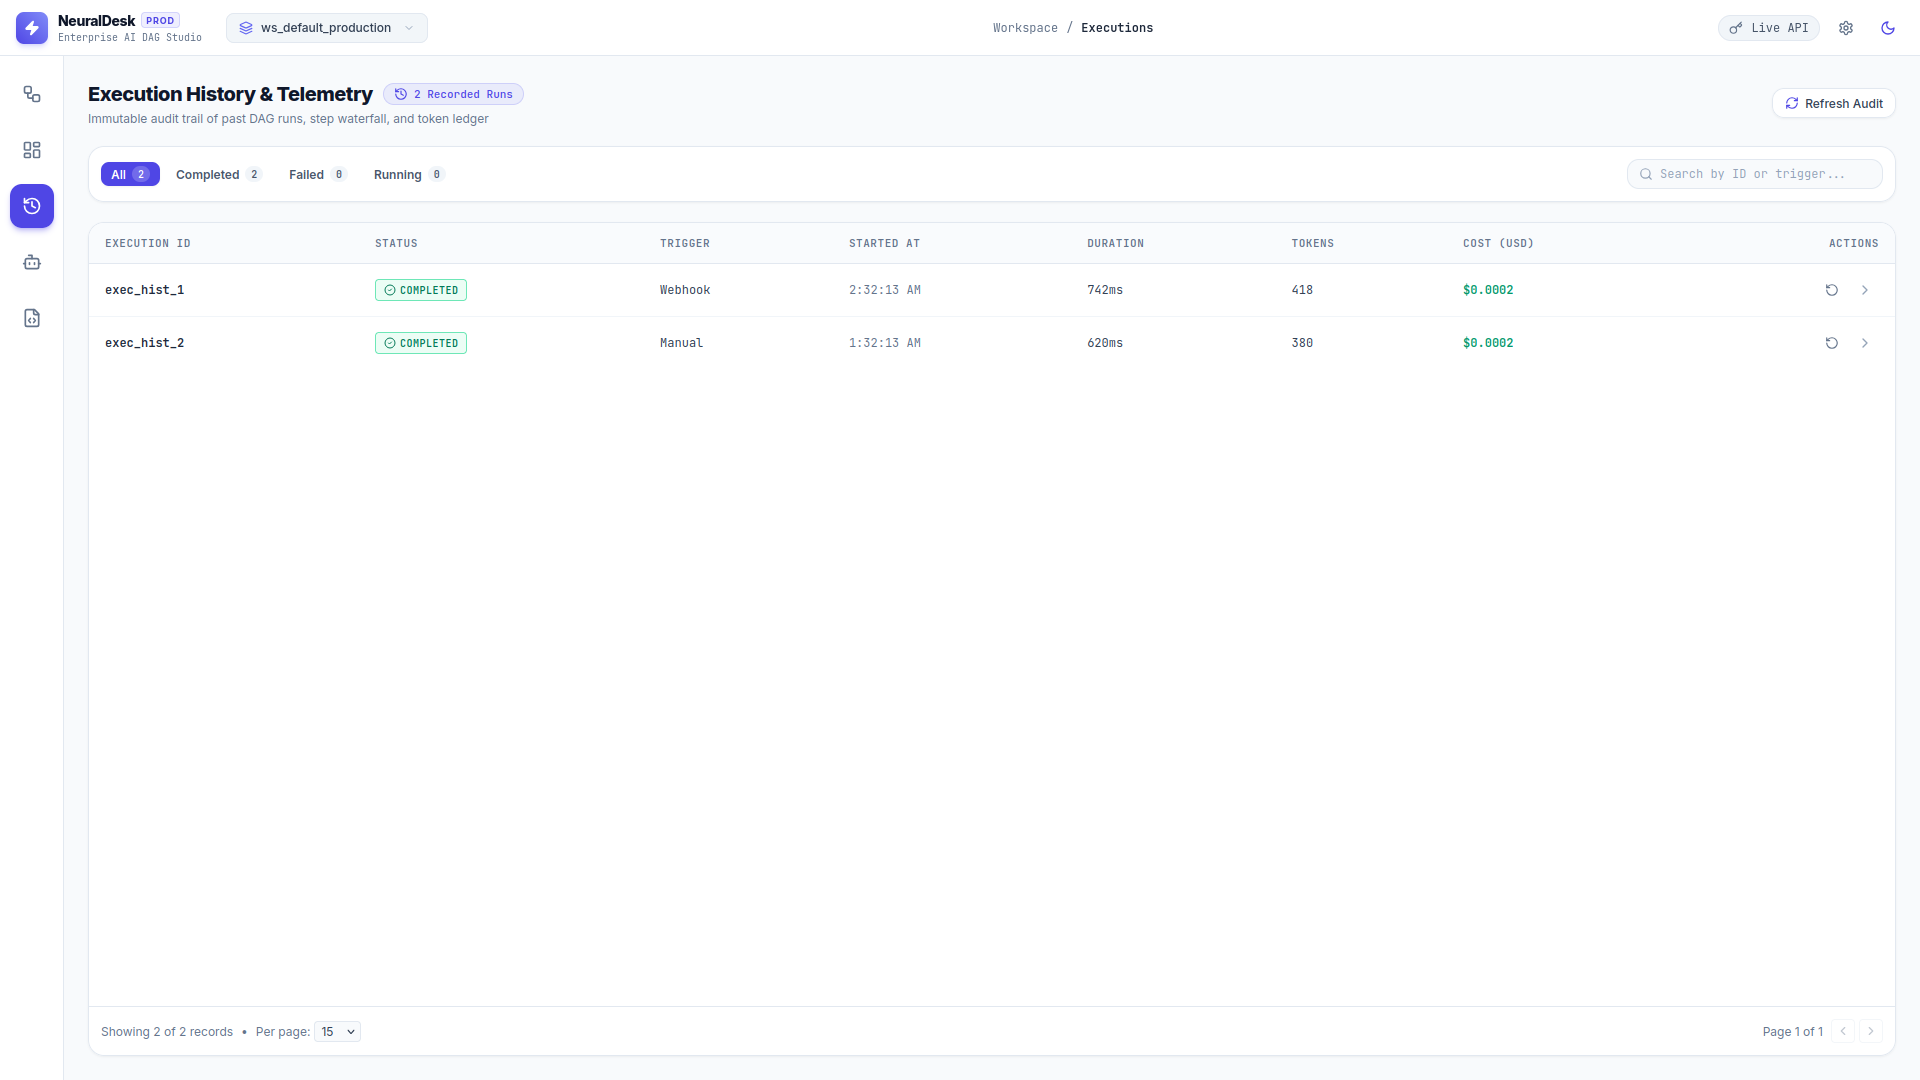 NeuralDesk PROD
Enterprise AI DAG Studio
ws_default_production
Workspace / Executions
Live API
Execution History & Telemetry
2 Recorded Runs
Immutable audit trail of past DAG runs, step waterfall, and token ledger
Refresh Audit
All 2 Completed 2 Failed 0 Running 0
Search by ID or trigger...
EXECUTION ID STATUS TRIGGER STARTED AT DURATION TOKENS COST (USD) ACTIONS
exec_hist_1 COMPLETED Webhook 2:32:13 AM 742ms 418 $0.0002
exec_hist_2 COMPLETED Manual 1:32:13 AM 620ms 380 $0.0002
Showing 2 of 2 records • Per page: 15
Page 1 of 1